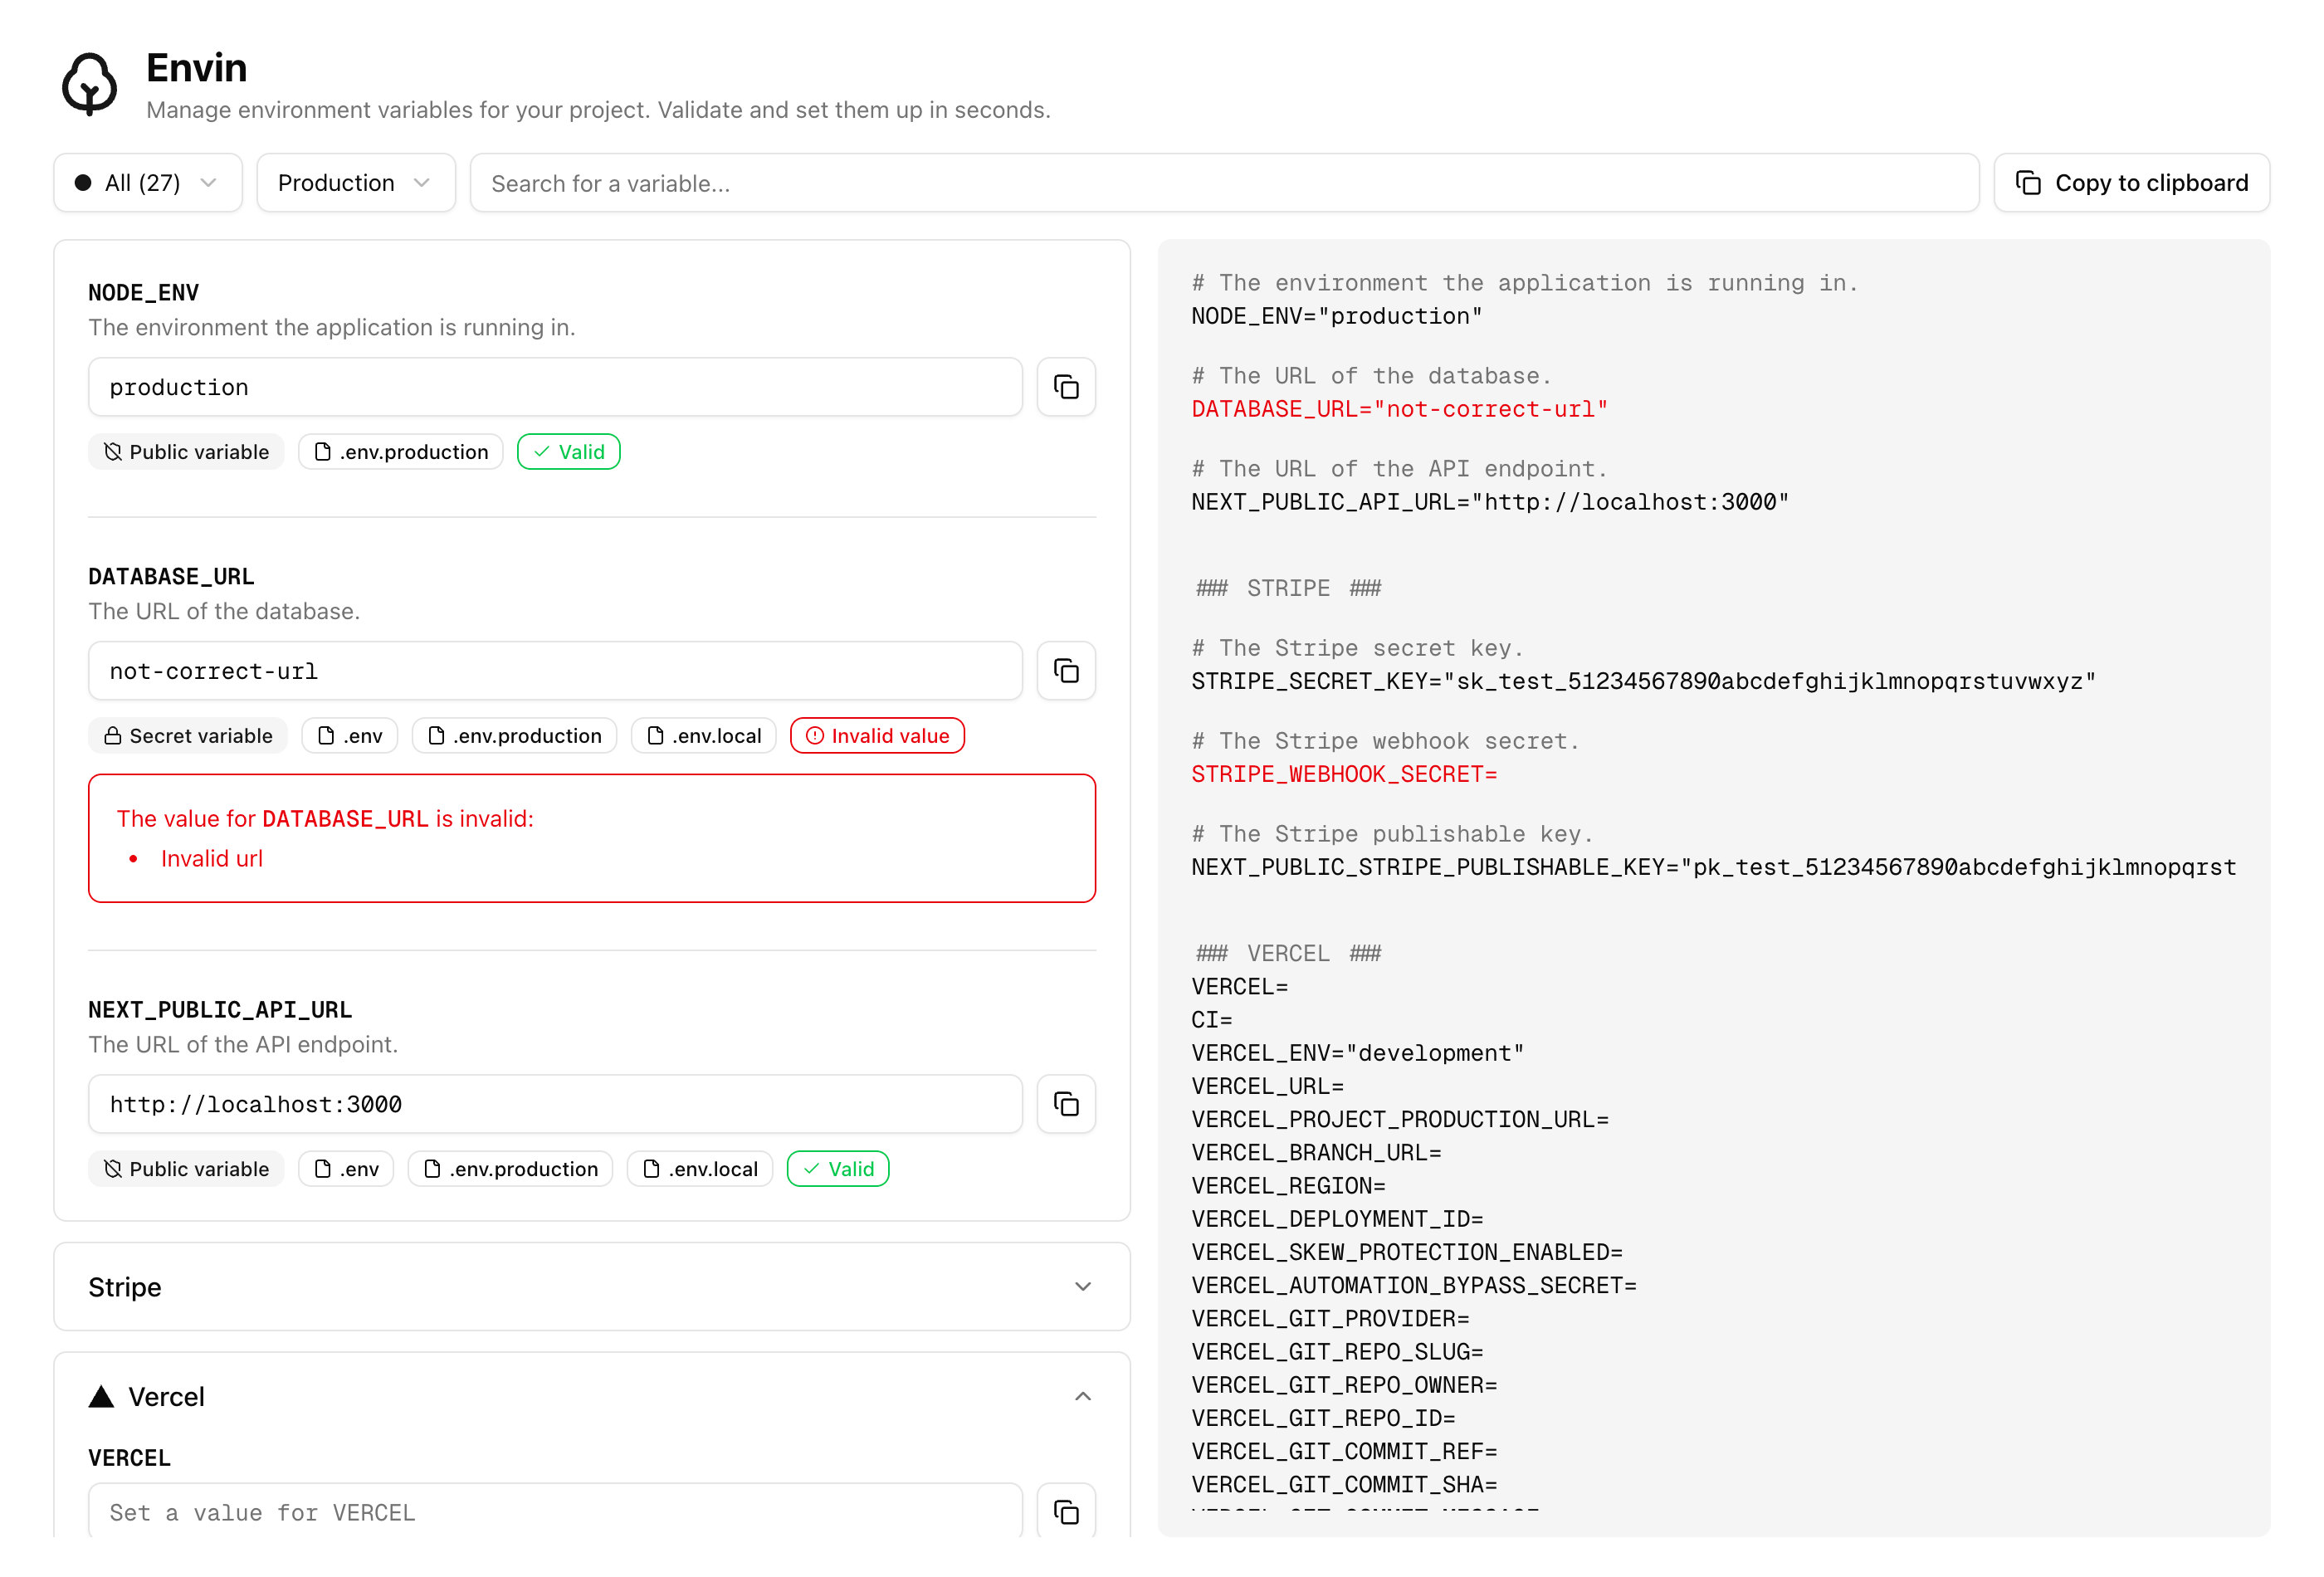 Envin
Manage environment variables for your project. Validate and set them up in seconds.
All (27)
Production
Search for a variable...
Copy to clipboard
NODE_ENV
The environment the application is running in.
production
Public variable
.env.production
Valid
DATABASE_URL
The URL of the database.
not-correct-url
Secret variable
.env
.env.production
.env.local
Invalid value
The value for DATABASE_URL is invalid:
• Invalid url
NEXT_PUBLIC_API_URL
The URL of the API endpoint.
http://localhost:3000
Public variable
.env
.env.production
.env.local
Valid
Stripe
Vercel
VERCEL
Set a value for VERCEL
# The environment the application is running in.
NODE_ENV="production"
# The URL of the database.
DATABASE_URL="not-correct-url"
# The URL of the API endpoint.
NEXT_PUBLIC_API_URL="http://localhost:3000"
### STRIPE ###
# The Stripe secret key.
STRIPE_SECRET_KEY="sk_test_51234567890abcdefghijklmnopqrstuvwxyz"
# The Stripe webhook secret.
STRIPE_WEBHOOK_SECRET=
# The Stripe publishable key.
NEXT_PUBLIC_STRIPE_PUBLISHABLE_KEY="pk_test_51234567890abcdefghijklmnopqrst
### VERCEL ###
VERCEL=
CI=
VERCEL_ENV="development"
VERCEL_URL=
VERCEL_PROJECT_PRODUCTION_URL=
VERCEL_BRANCH_URL=
VERCEL_REGION=
VERCEL_DEPLOYMENT_ID=
VERCEL_SKEW_PROTECTION_ENABLED=
VERCEL_AUTOMATION_BYPASS_SECRET=
VERCEL_GIT_PROVIDER=
VERCEL_GIT_REPO_SLUG=
VERCEL_GIT_REPO_OWNER=
VERCEL_GIT_REPO_ID=
VERCEL_GIT_COMMIT_REF=
VERCEL_GIT_COMMIT_SHA=